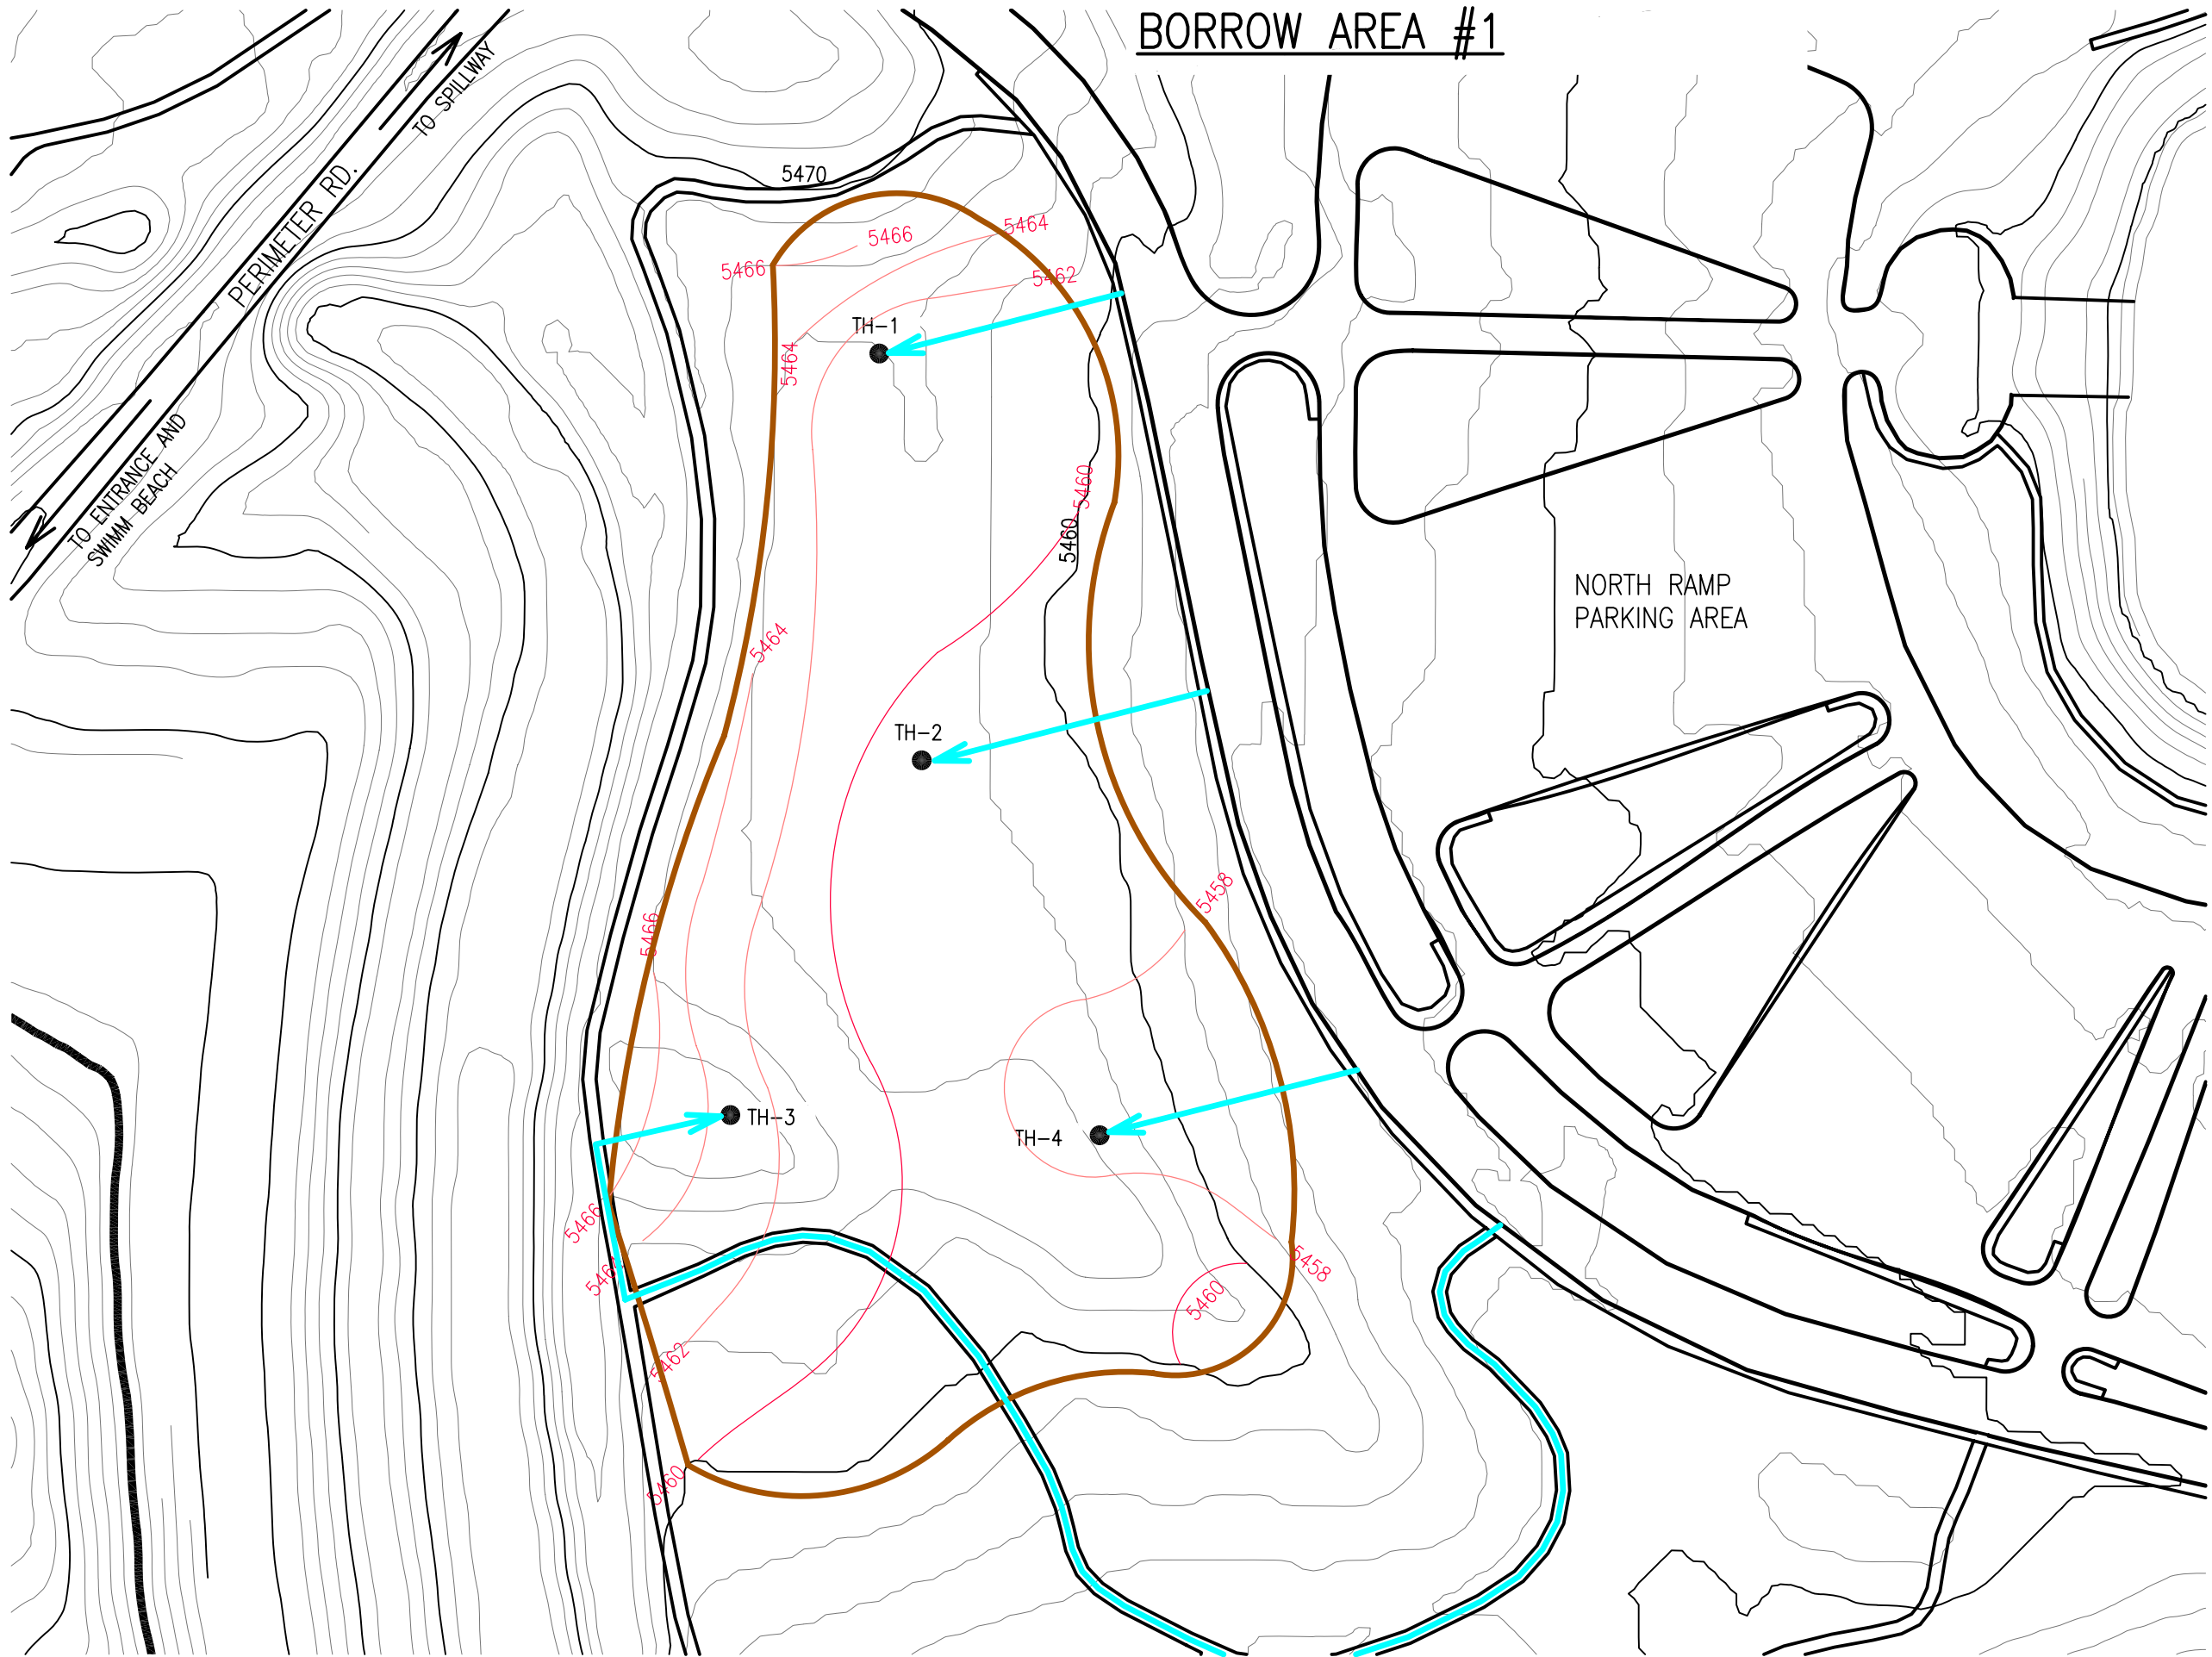 BORROW AREA #1
TO SPILLWAY
PERIMETER RD.
5470
5466
5464
5466
5462
TH-1
5464
TO ENTRANCE AND
SWIMM BEACH
5460
5460
NORTH RAMP
PARKING AREA
5464
TH-2
5458
5466
TH-3
TH-4
5466
5458
5460
5462
5460